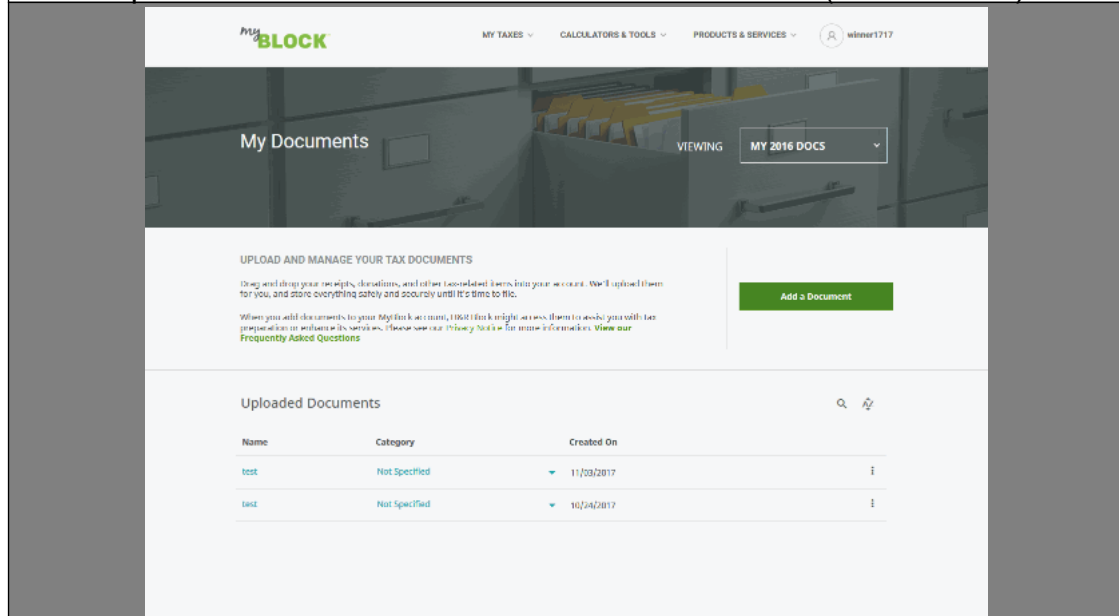 myBLOCK
MY TAXES
CALCULATORS & TOOLS
PRODUCTS & SERVICES
winner1717
My Documents
VIEWING
MY 2016 DOCS
UPLOAD AND MANAGE YOUR TAX DOCUMENTS
Drag and drop your receipts, donations, and other tax-related items into your account. We'll upload them
for you, and store everything safely and securely until it's time to file.
Add a Document
When you add documents to your MyBlock account, H&R Block might access them to assist you with tax
preparation or enhance its services. Please see our Privacy Notice for more information. View our
Frequently Asked Questions
Uploaded Documents
Name Category Created On
test Not Specified 11/03/2017
test Not Specified 10/24/2017